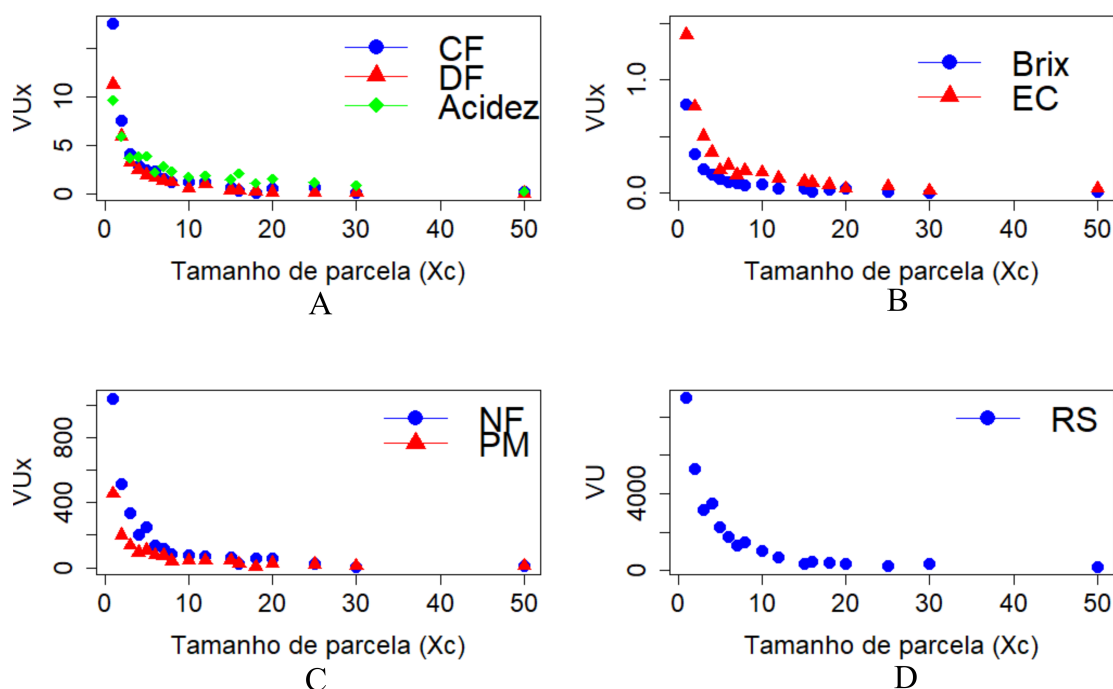 VUx
10
5
0
CF
DF
Acidez
0 10 20 30 40 50
Tamanho de parcela (Xc)
A
VUx
1.0
0.0
Brix
EC
0 10 20 30 40 50
Tamanho de parcela (Xc)
B
VUx
800
400
0
NF
PM
0 10 20 30 40 50
Tamanho de parcela (Xc)
C
VU
4000
0
RS
0 10 20 30 40 50
Tamanho de parcela (Xc)
D